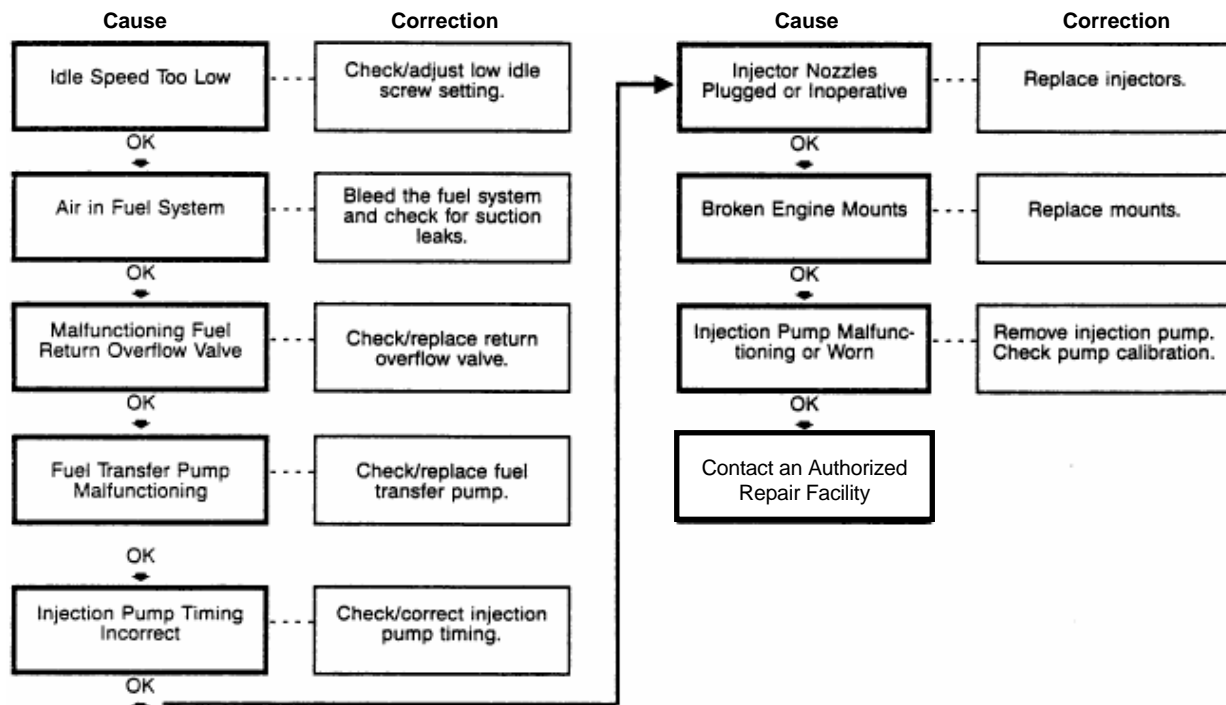 Cause
Correction
Idle Speed Too Low
Check/adjust low idle
screw setting.
OK
Air in Fuel System
Bleed the fuel system
and check for suction
leaks.
OK
Malfunctioning Fuel
Return Overflow Valve
Check/replace return
overflow valve.
OK
Fuel Transfer Pump
Malfunctioning
Check/replace fuel
transfer pump.
OK
Injection Pump Timing
Incorrect
Check/correct injection
pump timing.
OK
Cause
Correction
Injector Nozzles
Plugged or Inoperative
Replace injectors.
OK
Broken Engine Mounts
Replace mounts.
OK
Injection Pump Malfunc-
tioning or Worn
Remove injection pump.
Check pump calibration.
OK
Contact an Authorized
Repair Facility